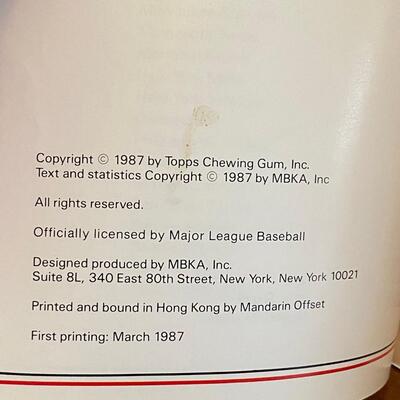 Copyright © 1987 by Topps Chewing Gum, Inc.
Text and statistics Copyright © 1987 by MBKA, Inc
All rights reserved.
Officially licensed by Major League Baseball
Designed produced by MBKA, Inc.
Suite 8L, 340 East 80th Street, New York, New York 10021
Printed and bound in Hong Kong by Mandarin Offset
First printing: March 1987